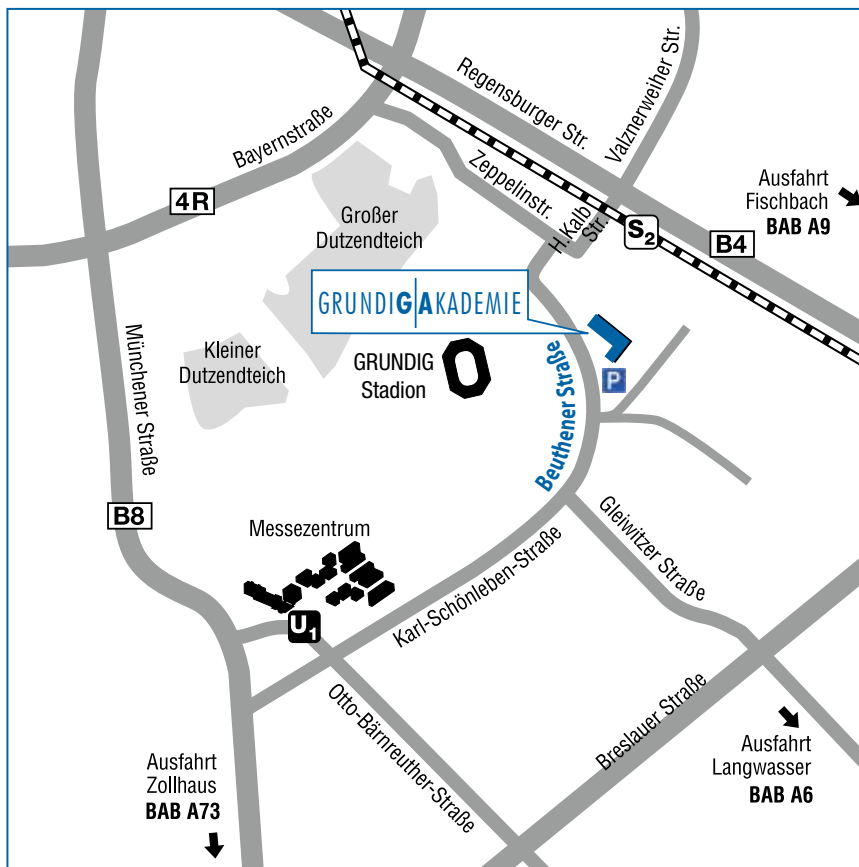 Regensburger Str.
Valznerweiher Str.
Bayernstraße
Zeppelinstr.
4R
Großer
Dutzendteich
H.Kalb
Str.
S2
B4
Ausfahrt
Fischbach
BAB A9
GRUNDIGAKADEMIE
Münchener Straße
Kleiner
Dutzendteich
GRUNDIG
Stadion
P
Beuthener Straße
B8
Messezentrum
Gleiwitzer Straße
Karl-Schönleben-Straße
U1
Otto-Bärnreuther-Straße
Breslauer Straße
Ausfahrt
Zollhaus
BAB A73
Ausfahrt
Langwasser
BAB A6